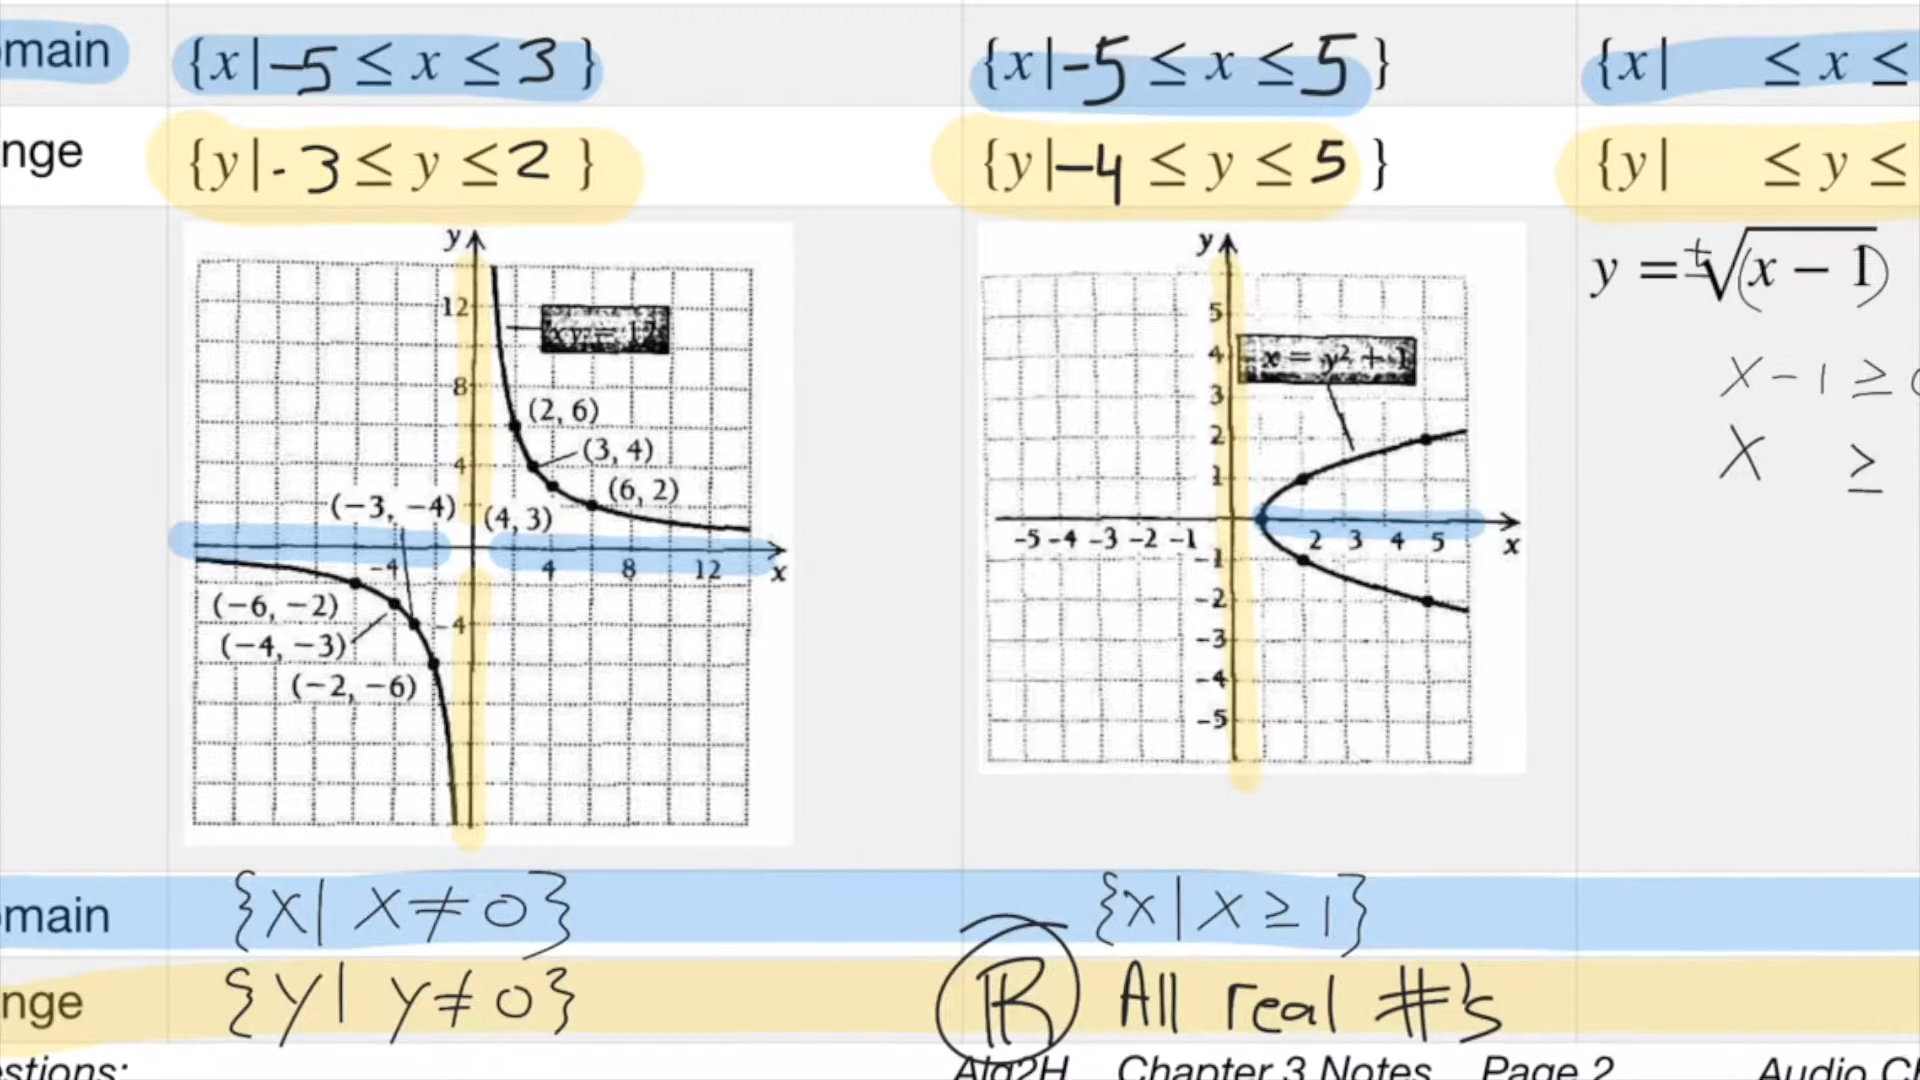 main {x|-5 ≤ x ≤ 3 } {x|-5 ≤ x ≤ 5 } {x| ≤ x ≤
nge {y|-3 ≤ y ≤ 2 } {y|-4 ≤ y ≤ 5 } {y| ≤ y ≤
y
12
8
4
-4
4 8 12
x
xy = 12
(2, 6)
(3, 4)
(6, 2)
(4, 3)
(−3, −4)
-4
(−6, −2)
(−4, −3)
(−2, −6)
y
5
4
3
2
1
x = y² + 1
-5 -4 -3 -2 -1 2 3 4 5
x
-1
-2
-3
-4
-5
y = ±√(x − 1)
x - 1 ≥
x ≥
main {x| x ≠ 0} {x|x ≥ 1}
nge {y| y ≠ 0} ℝ All real #'s
estions: Alg2H Chapter 3 Notes Page 2 Audio